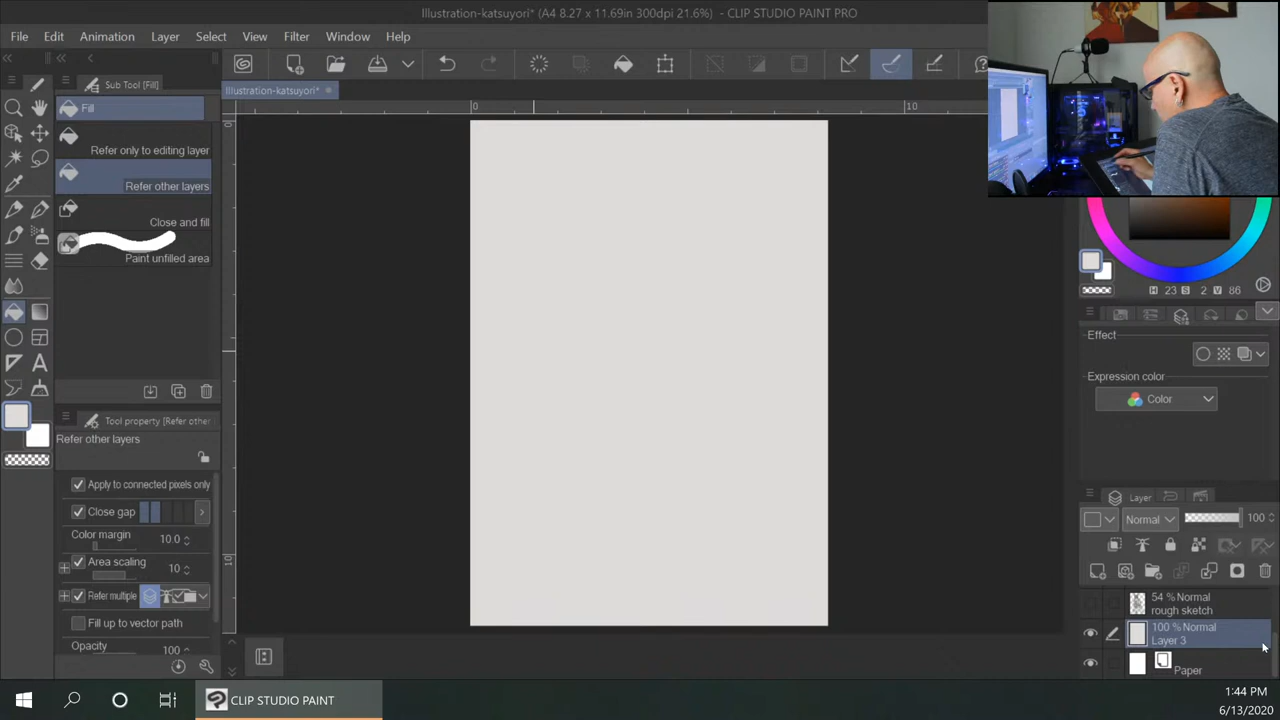 Illustration-katsuyori* (A4 8.27 x 11.69in 300dpi 21.6%) - CLIP STUDIO PAINT PRO
File Edit Animation Layer Select View Filter Window Help
Sub Tool [Fill]
Illustration-katsuyori*
Fill
0
10
Refer only to editing layer
0
Refer other layers
Close and fill
Paint unfilled area
H 23 S 2 V 86
Effect
Expression color
Color
Tool property [Refer other
Refer other layers
Apply to connected pixels only
Close gap
Color margin 10.0
Area scaling 10
Refer multiple
Fill up to vector path
Opacity 100
10
Layer
Normal 100
54 % Normal
rough sketch
100 % Normal
Layer 3
Paper
CLIP STUDIO PAINT
1:44 PM
6/13/2020